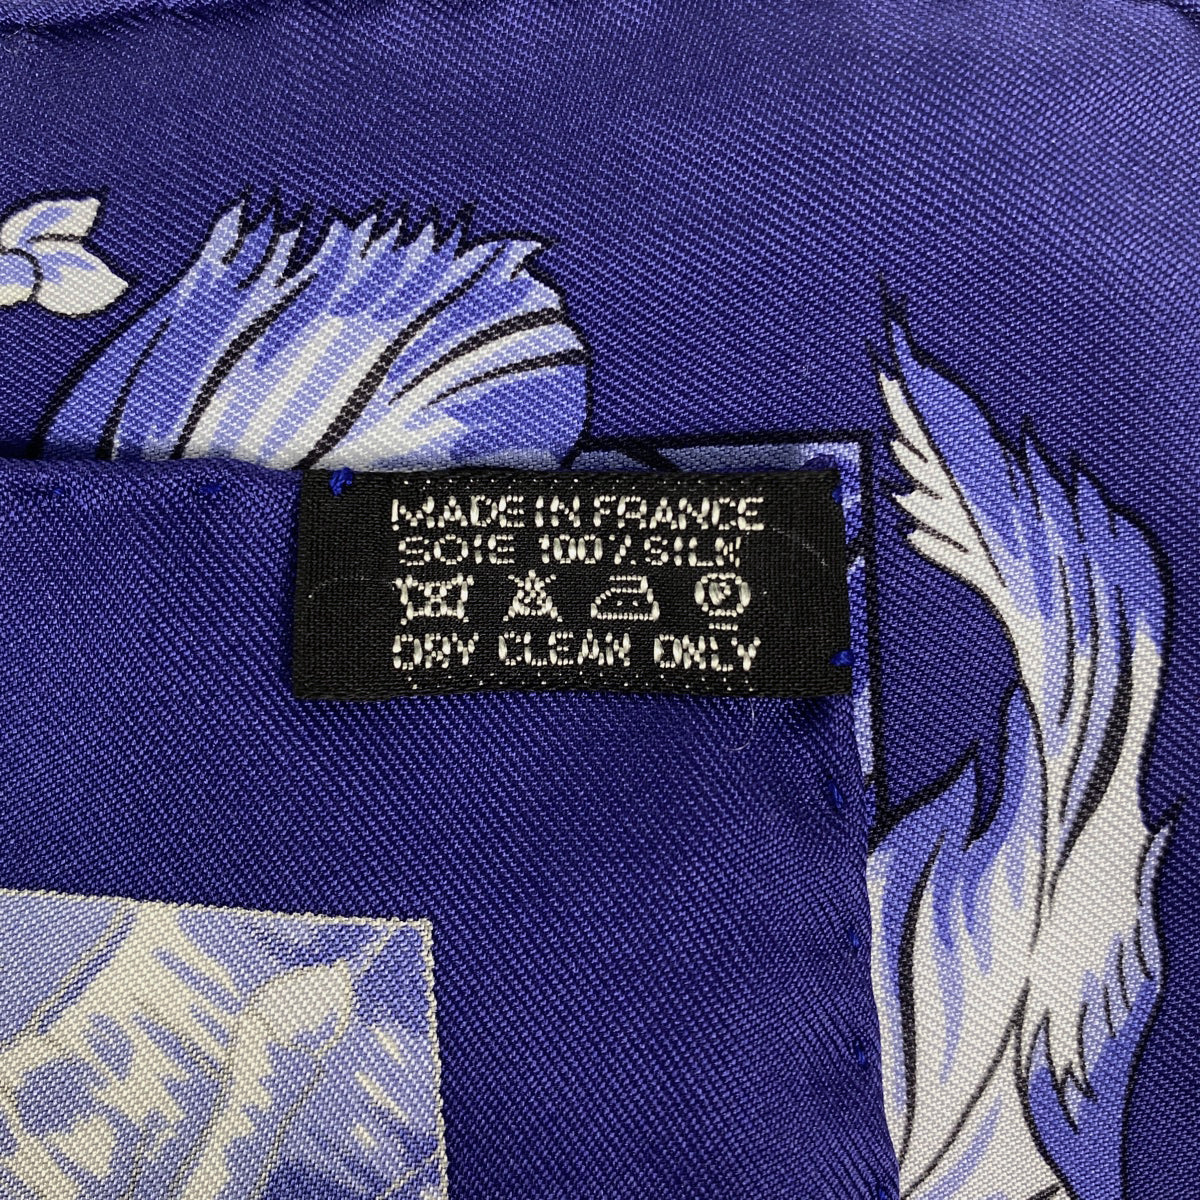 MADE IN FRANCE
SOIE 100% SILK
P
DRY CLEAN ONLY